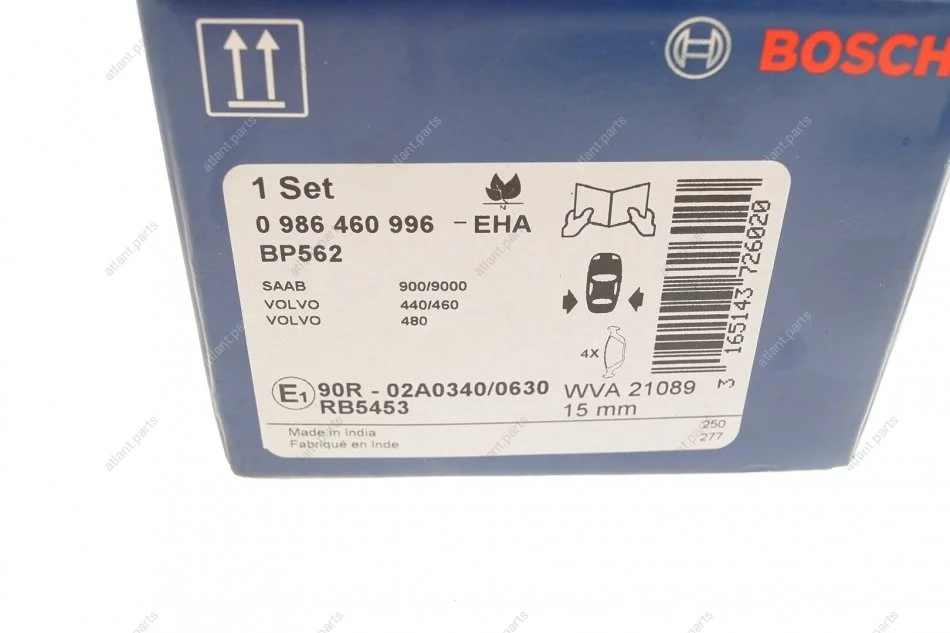 BOSCH
1 Set
0 986 460 996 - EHA
BP562
SAAB 900/9000
VOLVO 440/460
VOLVO 480
4X
3 165143 726020
E1 90R - 02A0340/0630 WVA 21089
RB5453 15 mm
Made in India 250
Fabriqué en Inde 277
atlant.parts